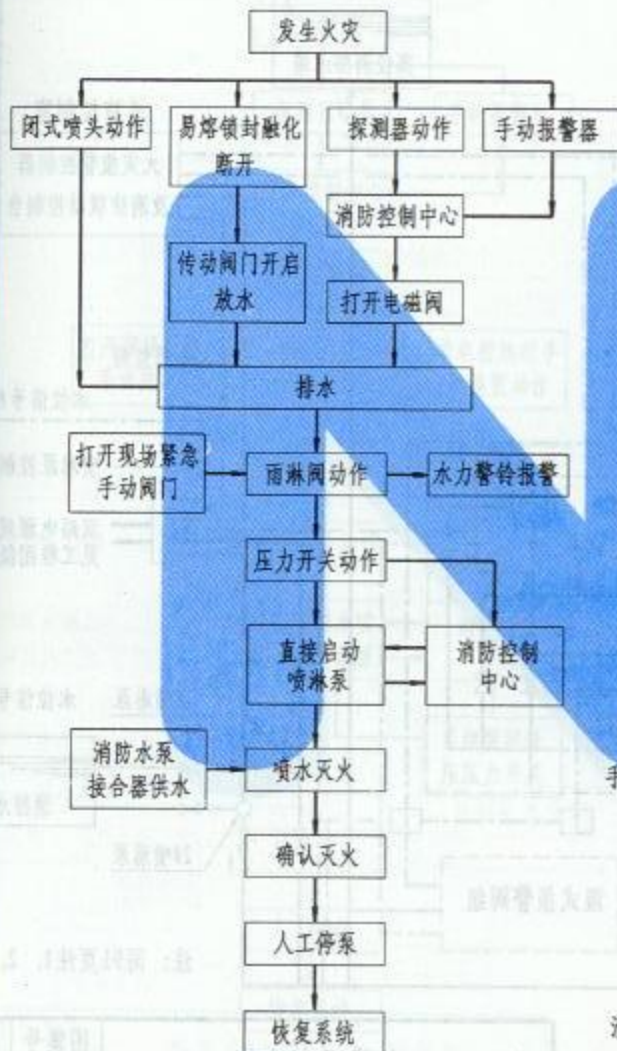 发生火灾
闭式喷头动作
易熔锁封融化
断开
探测器动作
手动报警器
消防控制中心
传动阀门开启
放水
打开电磁阀
排水
打开现场紧急
手动阀门
雨淋阀动作
水力警铃报警
压力开关动作
直接启动
喷淋泵
消防控制
中心
消防水泵
接合器供水
喷水灭火
手
确认灭火
人工停泵
恢复系统